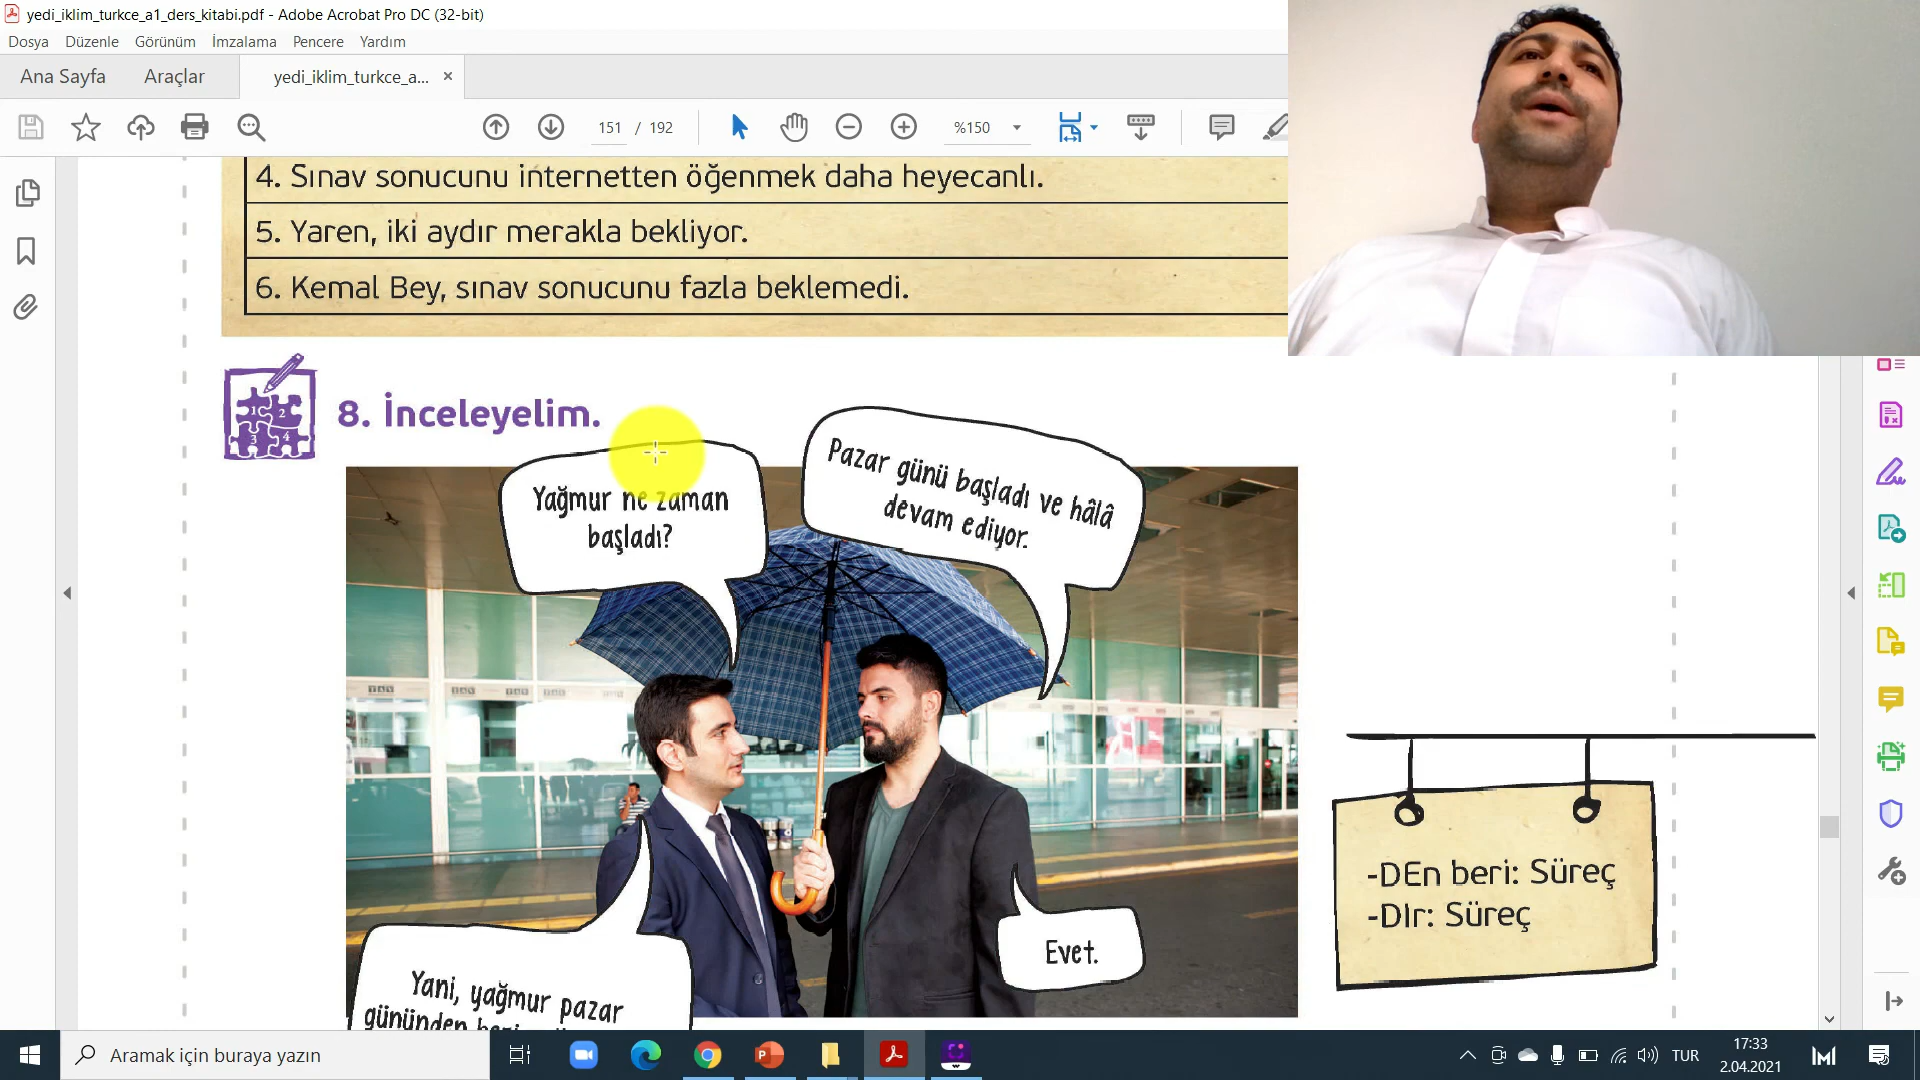 yedi_iklim_turkce_a1_ders_kitabi.pdf - Adobe Acrobat Pro DC (32-bit)
Dosya Düzenle Görünüm İmzalama Pencere Yardım
Ana Sayfa Araçlar yedi_iklim_turkce_a... ×
151 / 192 %150
4. Sınav sonucunu internetten öğenmek daha heyecanlı.
5. Yaren, iki aydır merakla bekliyor.
6. Kemal Bey, sınav sonucunu fazla beklemedi.
8. İnceleyelim.
Yağmur ne zaman
başladı?
Pazar günü başladı ve hâlâ
devam ediyor.
-DEn beri: Süreç
-DIr: Süreç
Evet.
Yani, yağmur pazar
gününden
Aramak için buraya yazın
TUR
17:33
2.04.2021